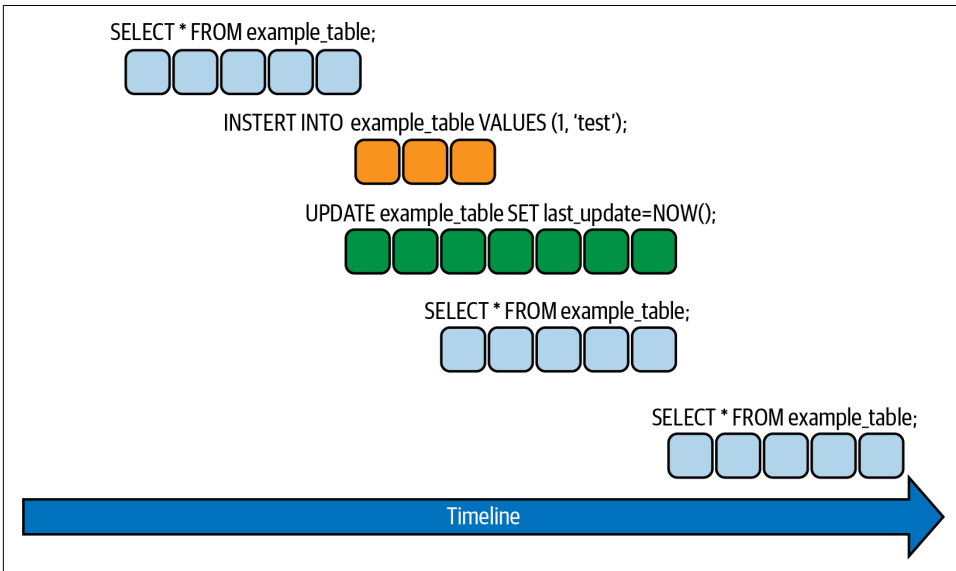 SELECT * FROM example_table;
INSTERT INTO example_table VALUES (1, ‘test’);
UPDATE example_table SET last_update=NOW();
SELECT * FROM example_table;
SELECT * FROM example_table;
Timeline